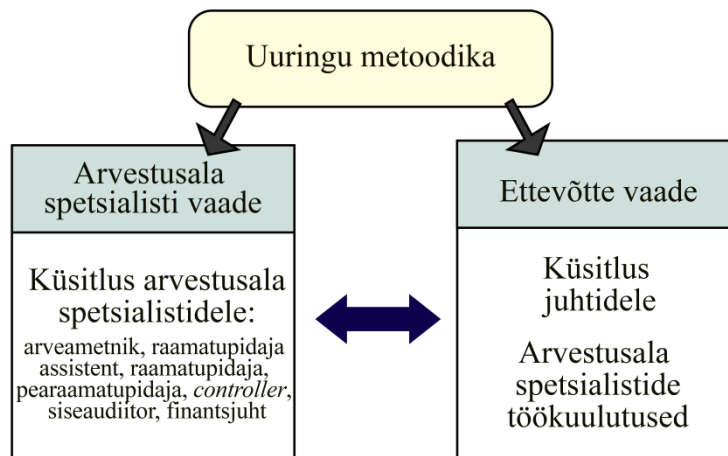 Uuringu metoodika
Arvestusala
spetsialisti vaade
Küsitlus arvestusala
spetsialistidele:
arveametnik, raamatupidaja
assistent, raamatupidaja,
pearaamatupidaja, controller,
siseaudiitor, finantsjuht
Ettevõtte vaade
Küsitlus
juhtidele
Arvestusala
spetsialistide
töökuulutused